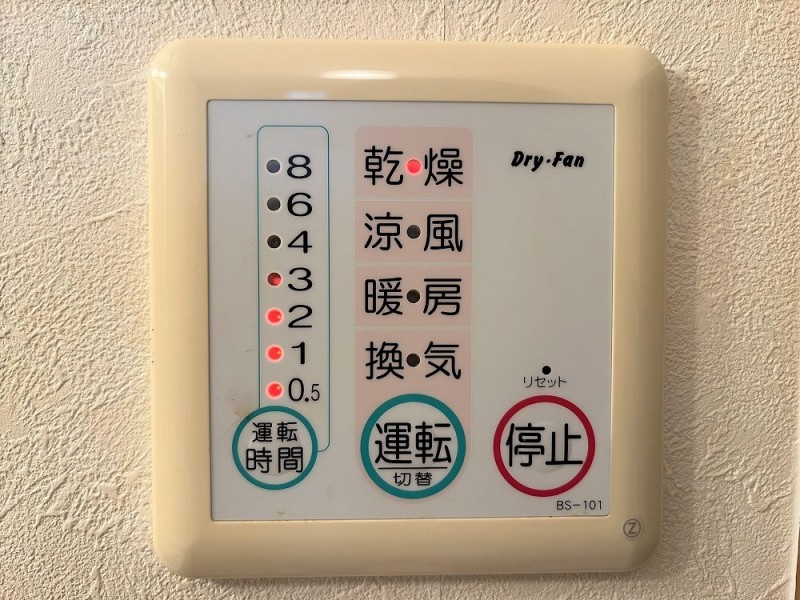 8
6
4
3
2
1
0.5
運転
時間
乾・燥
涼・風
暖・房
換・気
運転
切替
Dry・Fan
リセット
停止
BS-101
Z